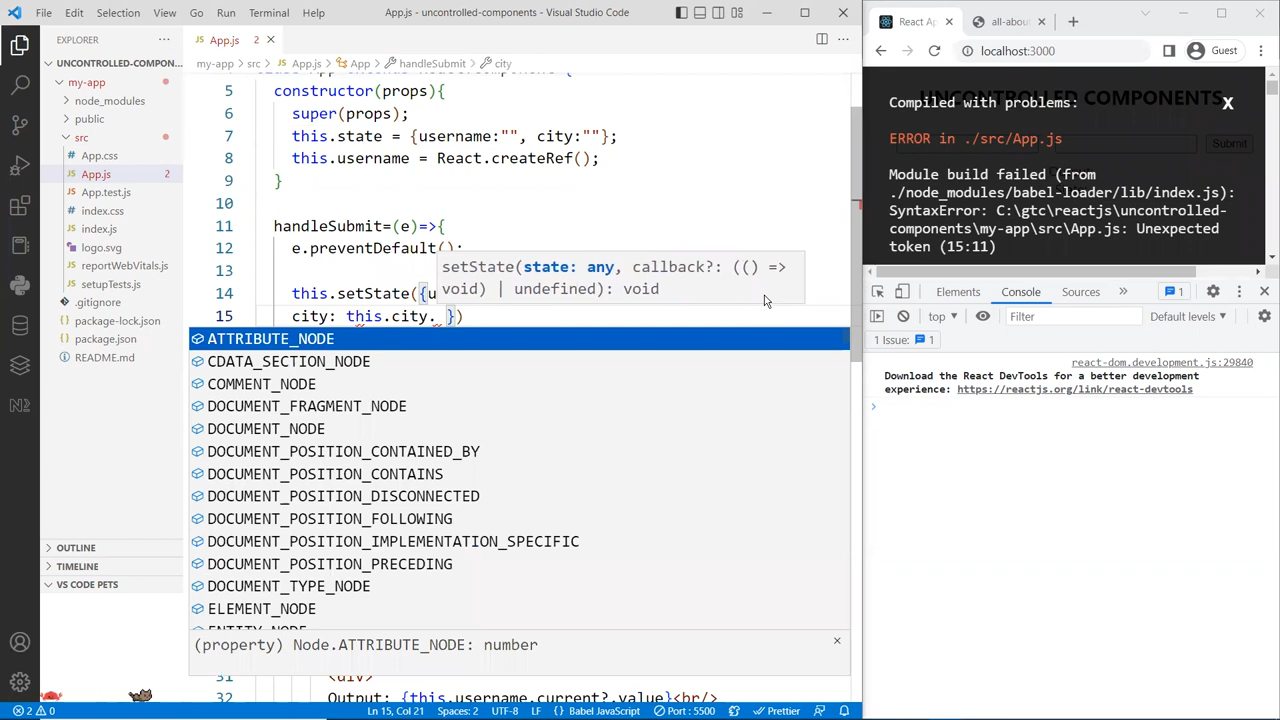 File Edit Selection View Go Run Terminal Help App.js - uncontrolled-components - Visual Studio Code
EXPLORER
UNCONTROLLED-COMPON...
my-app
node_modules
public
src
App.css
App.js 2
App.test.js
index.css
index.js
logo.svg
reportWebVitals.js
setupTests.js
.gitignore
package-lock.json
package.json
README.md
OUTLINE
TIMELINE
VS CODE PETS
App.js 2
my-app > src > App.js > App > handleSubmit > city
5 constructor(props){
6 super(props);
7 this.state = {username:"", city:""};
8 this.username = React.createRef();
9 }
10
11 handleSubmit=(e)=>{
12 e.preventDefault();
13
14 this.setState({u
15 city: this.city. })
setState(state: any, callback?: (() =>
void) | undefined): void
ATTRIBUTE_NODE
CDATA_SECTION_NODE
COMMENT_NODE
DOCUMENT_FRAGMENT_NODE
DOCUMENT_NODE
DOCUMENT_POSITION_CONTAINED_BY
DOCUMENT_POSITION_CONTAINS
DOCUMENT_POSITION_DISCONNECTED
DOCUMENT_POSITION_FOLLOWING
DOCUMENT_POSITION_IMPLEMENTATION_SPECIFIC
DOCUMENT_POSITION_PRECEDING
DOCUMENT_TYPE_NODE
ELEMENT_NODE
(property) Node.ATTRIBUTE_NODE: number
31 <div>
32 Output: {this.username.current?.value}<br/>
2 0 Ln 15, Col 21 Spaces: 2 UTF-8 LF Babel JavaScript Port : 5500 Prettier
React Ap all-abou
localhost:3000 Guest
UNCONTROLLED COMPONENTS
Submit
Compiled with problems: X
ERROR in ./src/App.js
Module build failed (from
./node_modules/babel-loader/lib/index.js):
SyntaxError: C:\gtc\reactjs\uncontrolled-
components\my-app\src\App.js: Unexpected
token (15:11)
Elements Console Sources 1
top Filter Default levels
1 Issue: 1
react-dom.development.js:29840
Download the React DevTools for a better development
experience: https://reactjs.org/link/react-devtools